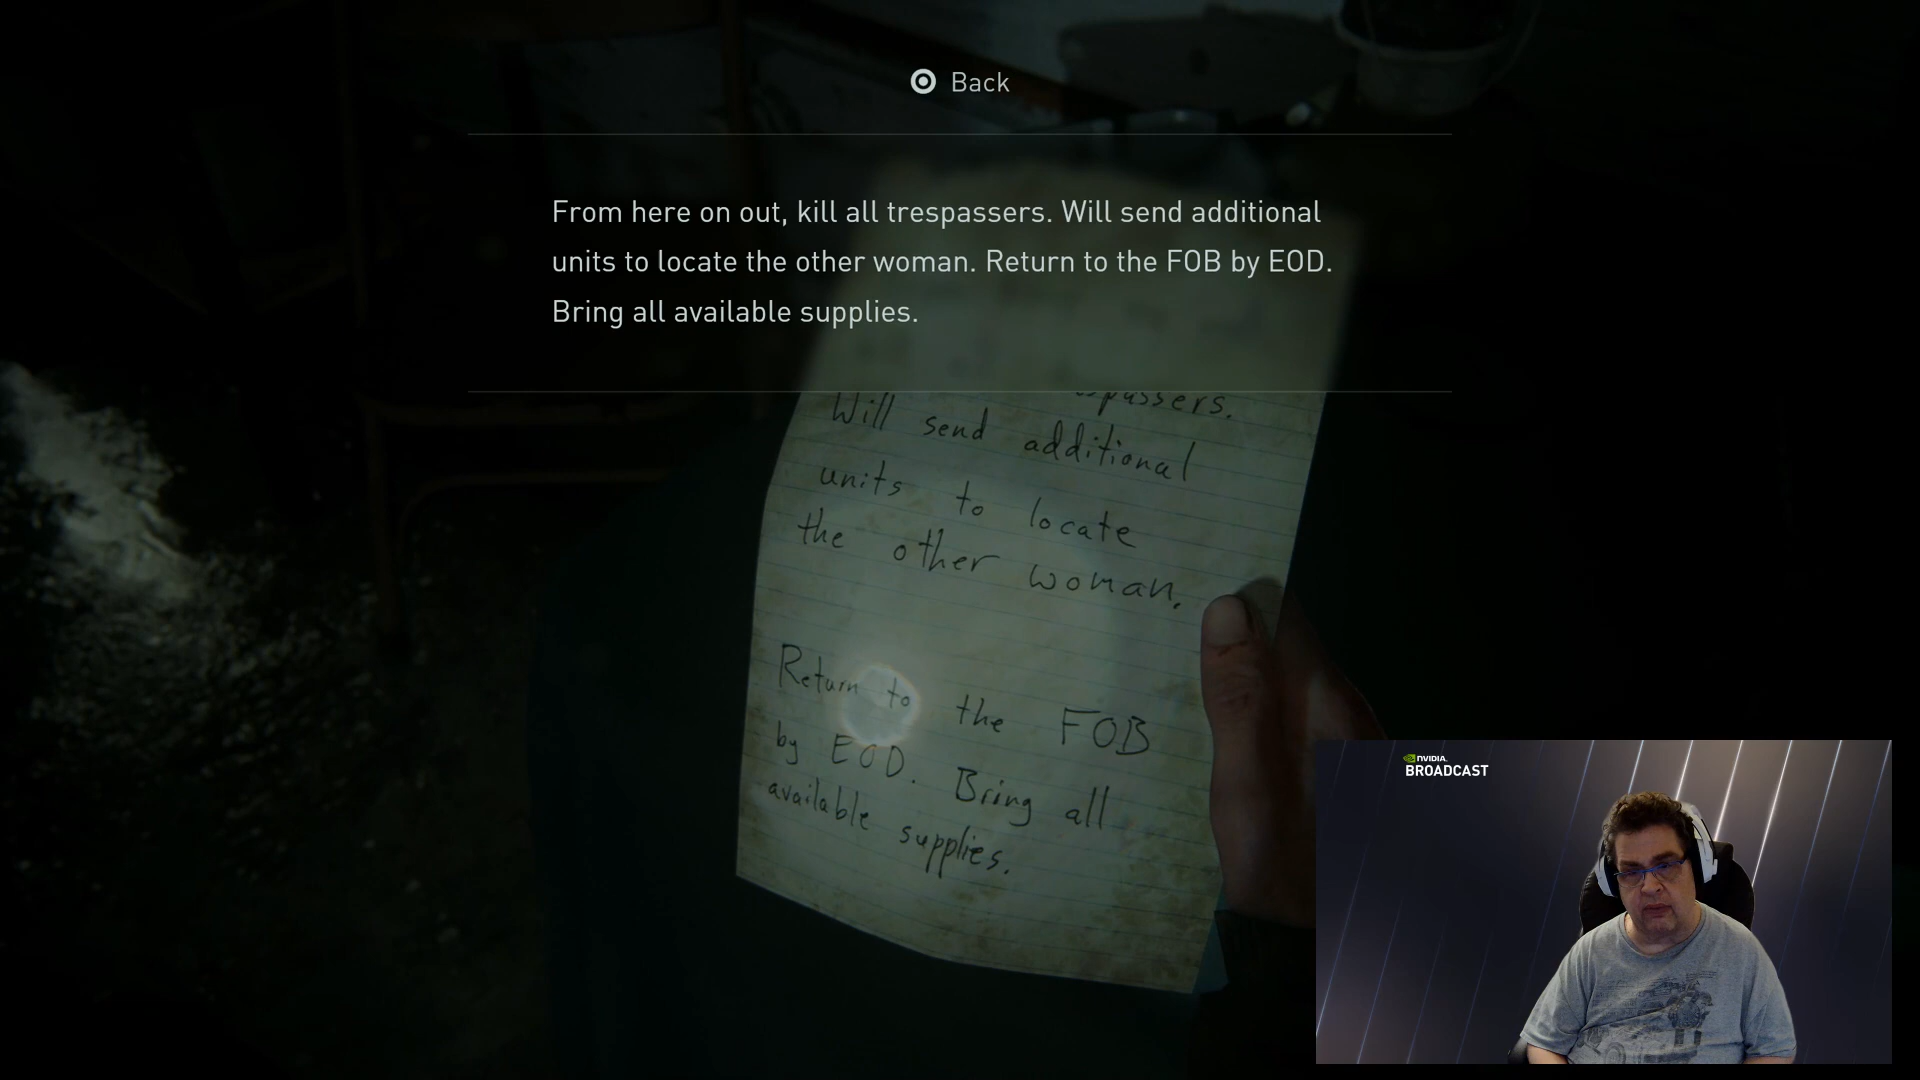 Back
From here on out, kill all trespassers. Will send additional
units to locate the other woman. Return to the FOB by EOD.
Bring all available supplies.
spassers.
Will send additional
units to locate
the other woman.
Return to the FOB
by EOD. Bring all
available supplies.
NVIDIA.
BROADCAST